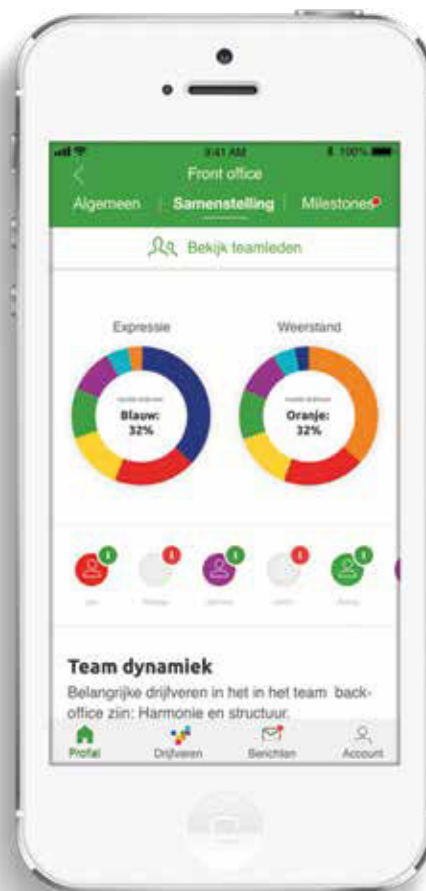 9:41 AM 100%
Front office
Algemeen Samenstelling Milestones
Bekijk teamleden
Expressie Weerstand
Blauw: Oranje:
32% 32%
Team dynamiek
Belangrijke drijfveren in het in het team back-
office zijn: Harmonie en structuur.
Profiel Drijfveren Berichten Account